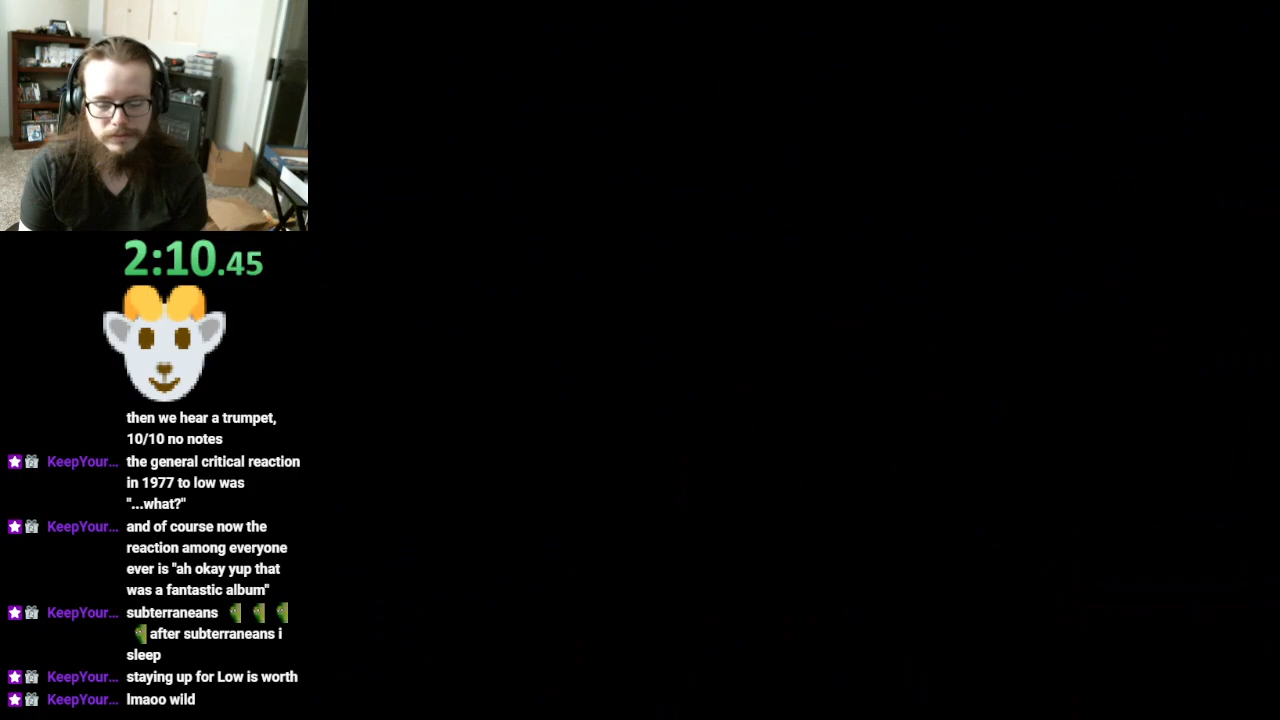 2:10.45
then we hear a trumpet,
10/10 no notes
KeepYour... the general critical reaction
in 1977 to low was
"...what?"
KeepYour... and of course now the
reaction among everyone
ever is "ah okay yup that
was a fantastic album"
KeepYour... subterraneans
after subterraneans i
sleep
KeepYour... staying up for Low is worth
KeepYour... lmaoo wild